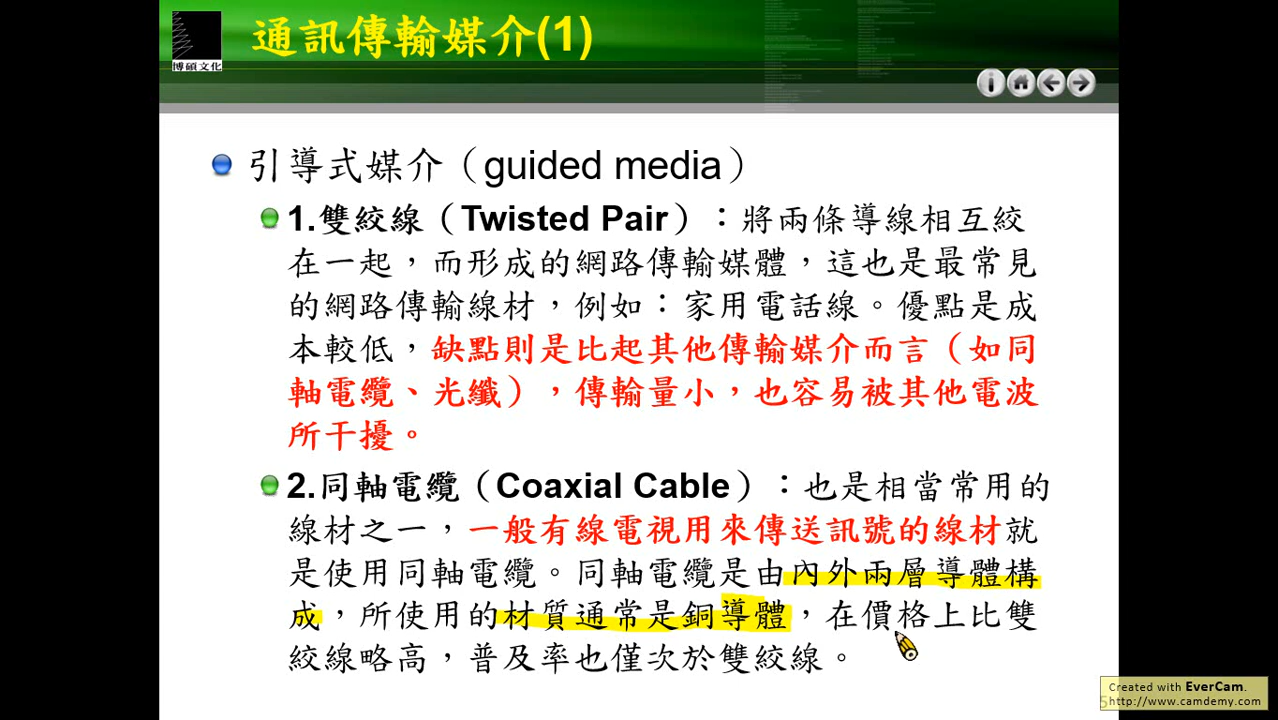 通訊傳輸媒介(1)
博碩文化
引導式媒介（guided media）
1.雙絞線（Twisted Pair）：將兩條導線相互絞
在一起，而形成的網路傳輸媒體，這也是最常見
的網路傳輸線材，例如：家用電話線。優點是成
本較低，缺點則是比起其他傳輸媒介而言（如同
軸電纜、光纖），傳輸量小，也容易被其他電波
所干擾。
2.同軸電纜（Coaxial Cable）：也是相當常用的
線材之一，一般有線電視用來傳送訊號的線材就
是使用同軸電纜。同軸電纜是由內外兩層導體構
成，所使用的材質通常是銅導體，在價格上比雙
絞線略高，普及率也僅次於雙絞線。
Created with EverCam.
http://www.camdemy.com